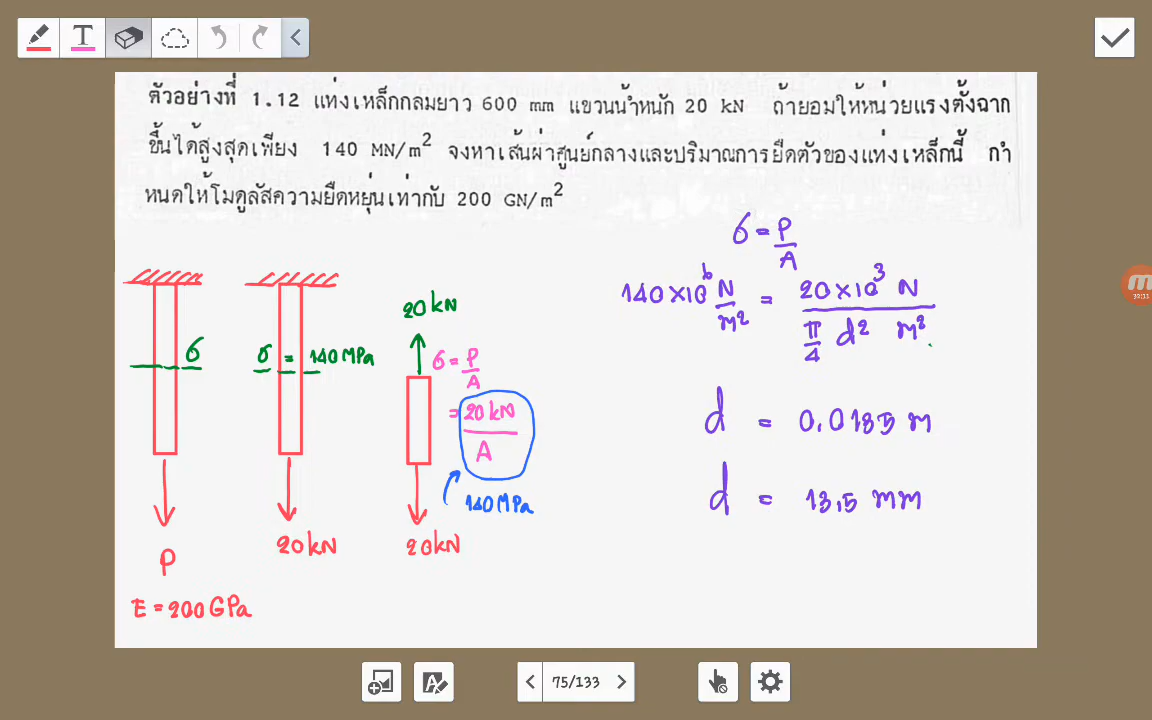 ตัวอย่างที่ 1.12 แท่งเหล็กกลมยาว 600 mm แขวนน้ำหนัก 20 kN ถ้ายอมให้หน่วยแรงตั้งฉาก
ขึ้นได้สูงสุดเพียง 140 MN/m² จงหาเส้นผ่าศูนย์กลางและปริมาณการยืดตัวของแท่งเหล็กนี้ กำ
หนดให้โมดูลัสความยืดหยุ่นเท่ากับ 200 GN/m²
σ = P/A
140×10⁶ N/m² = 20×10³ N / (π/4 d² m²)
d = 0.0135 m
d = 13.5 mm
σ
P
E = 200 GPa
σ = 140 MPa
20 kN
20 kN
σ = P/A
= 20 kN/A
140 MPa
20 kN
75/133
T
A